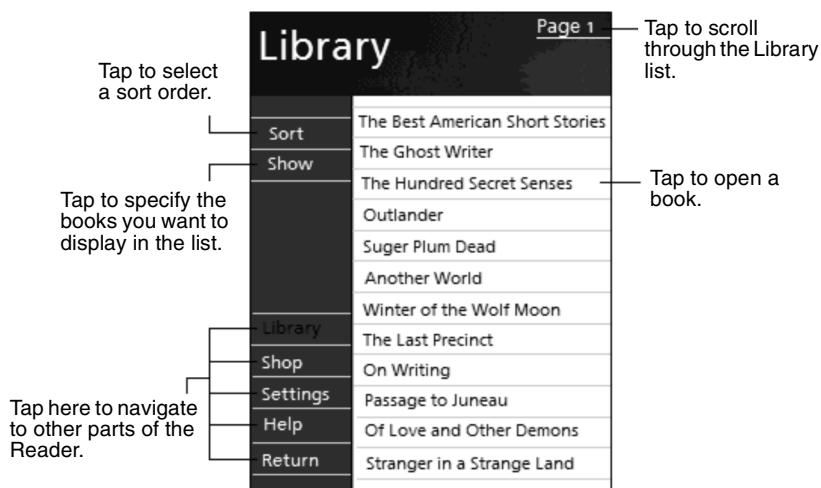 Library
Page 1
Tap to scroll
through the Library
list.
Tap to select
a sort order.
Sort
Show
Tap to specify the
books you want to
display in the list.
The Best American Short Stories
The Ghost Writer
The Hundred Secret Senses
Outlander
Suger Plum Dead
Another World
Winter of the Wolf Moon
The Last Precinct
On Writing
Passage to Juneau
Of Love and Other Demons
Stranger in a Strange Land
Tap to open a
book.
Library
Shop
Settings
Help
Return
Tap here to navigate
to other parts of the
Reader.